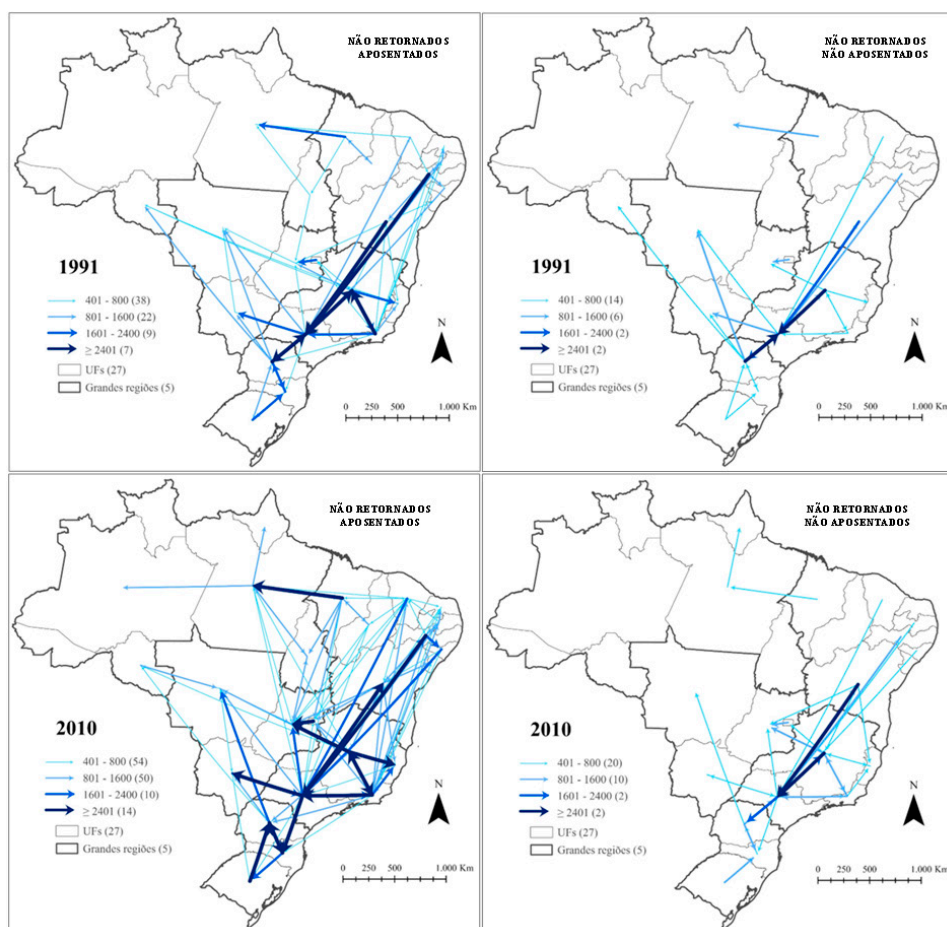 NÃO RETORNADOS
APOSENTADOS
1991
401 - 800 (38)
801 - 1600 (22)
1601 - 2400 (9)
≥ 2401 (7)
UFs (27)
Grandes regiões (5)
N
0 250 500 1.000 Km
NÃO RETORNADOS
NÃO APOSENTADOS
1991
401 - 800 (14)
801 - 1600 (6)
1601 - 2400 (2)
≥ 2401 (2)
UFs (27)
Grandes regiões (5)
N
0 250 500 1.000 Km
NÃO RETORNADOS
APOSENTADOS
2010
401 - 800 (54)
801 - 1600 (50)
1601 - 2400 (10)
≥ 2401 (14)
UFs (27)
Grandes regiões (5)
N
0 250 500 1.000 Km
NÃO RETORNADOS
NÃO APOSENTADOS
2010
401 - 800 (20)
801 - 1600 (10)
1601 - 2400 (2)
≥ 2401 (2)
UFs (27)
Grandes regiões (5)
N
0 250 500 1.000 Km